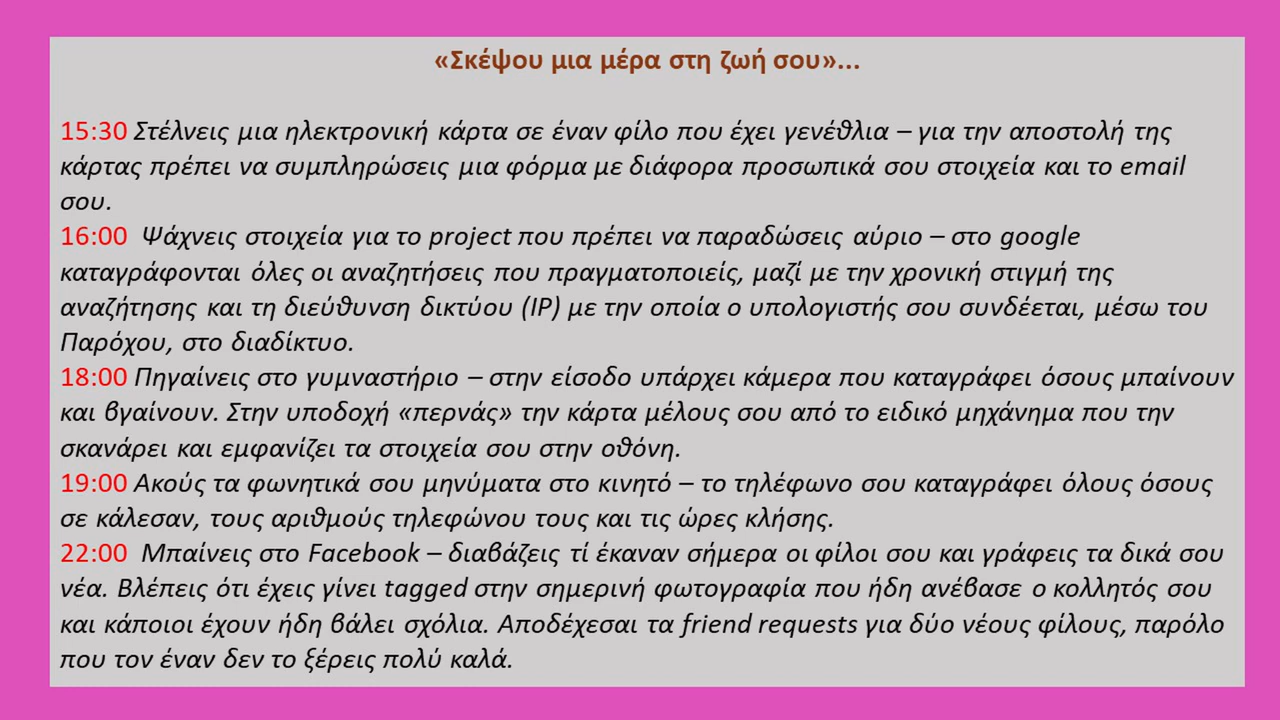 «Σκέψου μια μέρα στη ζωή σου»...
15:30 Στέλνεις μια ηλεκτρονική κάρτα σε έναν φίλο που έχει γενέθλια – για την αποστολή της
κάρτας πρέπει να συμπληρώσεις μια φόρμα με διάφορα προσωπικά σου στοιχεία και το email
σου.
16:00 Ψάχνεις στοιχεία για το project που πρέπει να παραδώσεις αύριο – στο google
καταγράφονται όλες οι αναζητήσεις που πραγματοποιείς, μαζί με την χρονική στιγμή της
αναζήτησης και τη διεύθυνση δικτύου (IP) με την οποία ο υπολογιστής σου συνδέεται, μέσω του
Παρόχου, στο διαδίκτυο.
18:00 Πηγαίνεις στο γυμναστήριο – στην είσοδο υπάρχει κάμερα που καταγράφει όσους μπαίνουν
και βγαίνουν. Στην υποδοχή «περνάς» την κάρτα μέλους σου από το ειδικό μηχάνημα που την
σκανάρει και εμφανίζει τα στοιχεία σου στην οθόνη.
19:00 Ακούς τα φωνητικά σου μηνύματα στο κινητό – το τηλέφωνο σου καταγράφει όλους όσους
σε κάλεσαν, τους αριθμούς τηλεφώνου τους και τις ώρες κλήσης.
22:00 Μπαίνεις στο Facebook – διαβάζεις τί έκαναν σήμερα οι φίλοι σου και γράφεις τα δικά σου
νέα. Βλέπεις ότι έχεις γίνει tagged στην σημερινή φωτογραφία που ήδη ανέβασε ο κολλητός σου
και κάποιοι έχουν ήδη βάλει σχόλια. Αποδέχεσαι τα friend requests για δύο νέους φίλους, παρόλο
που τον έναν δεν το ξέρεις πολύ καλά.